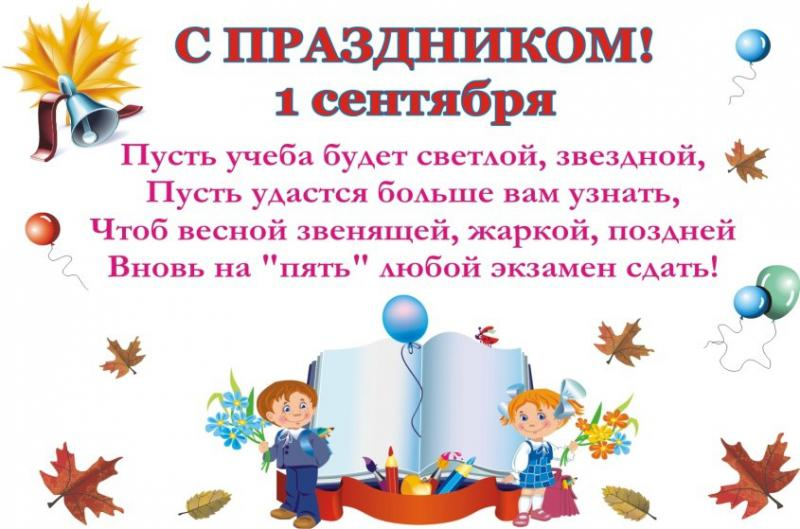 С ПРАЗДНИКОМ!
1 сентября
Пусть учеба будет светлой, звездной,
Пусть удастся больше вам узнать,
Чтоб весной звенящей, жаркой, поздней
Вновь на "пять" любой экзамен сдать!